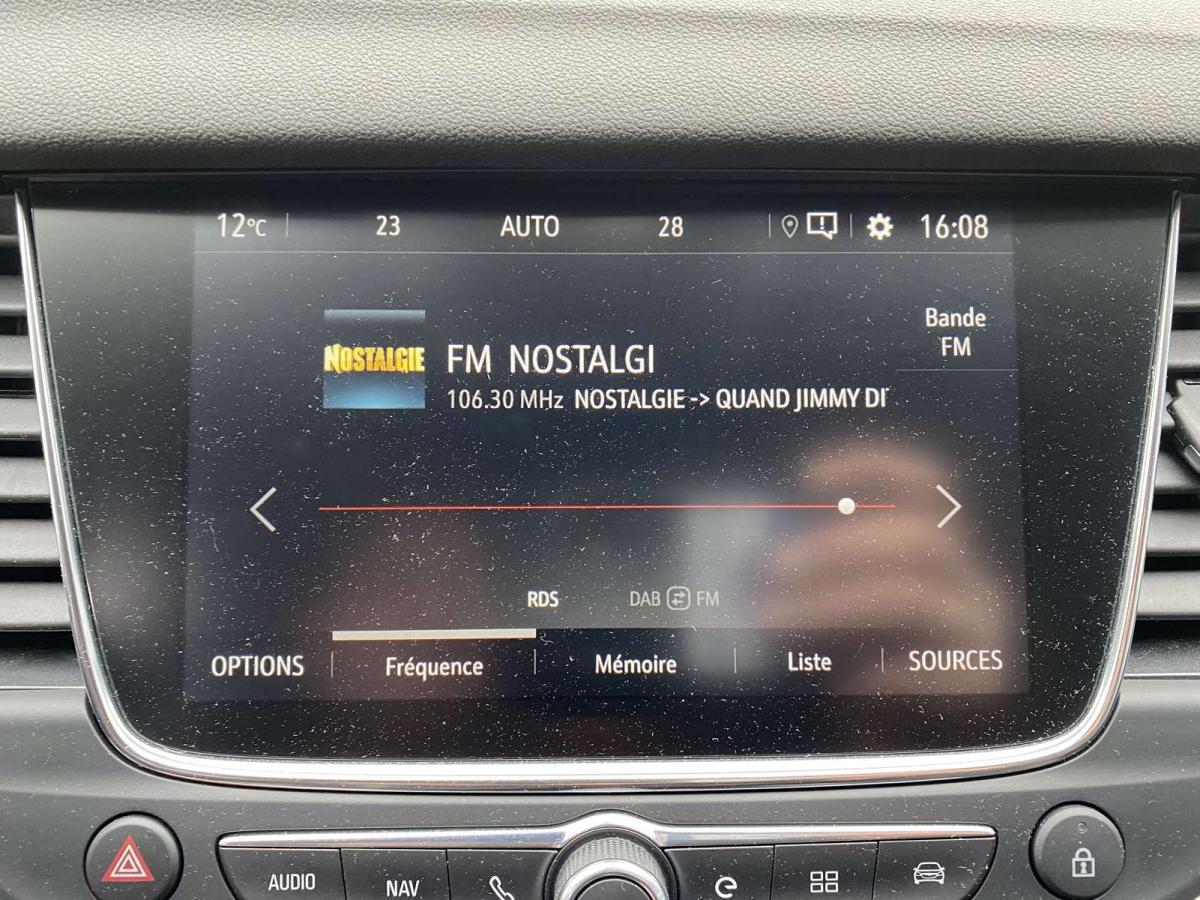 12°C 23 AUTO 28 16:08
Bande
FM
NOSTALGIE
FM NOSTALGI
106.30 MHz NOSTALGIE -> QUAND JIMMY DI
RDS DAB FM
OPTIONS Fréquence Mémoire Liste SOURCES
AUDIO NAV